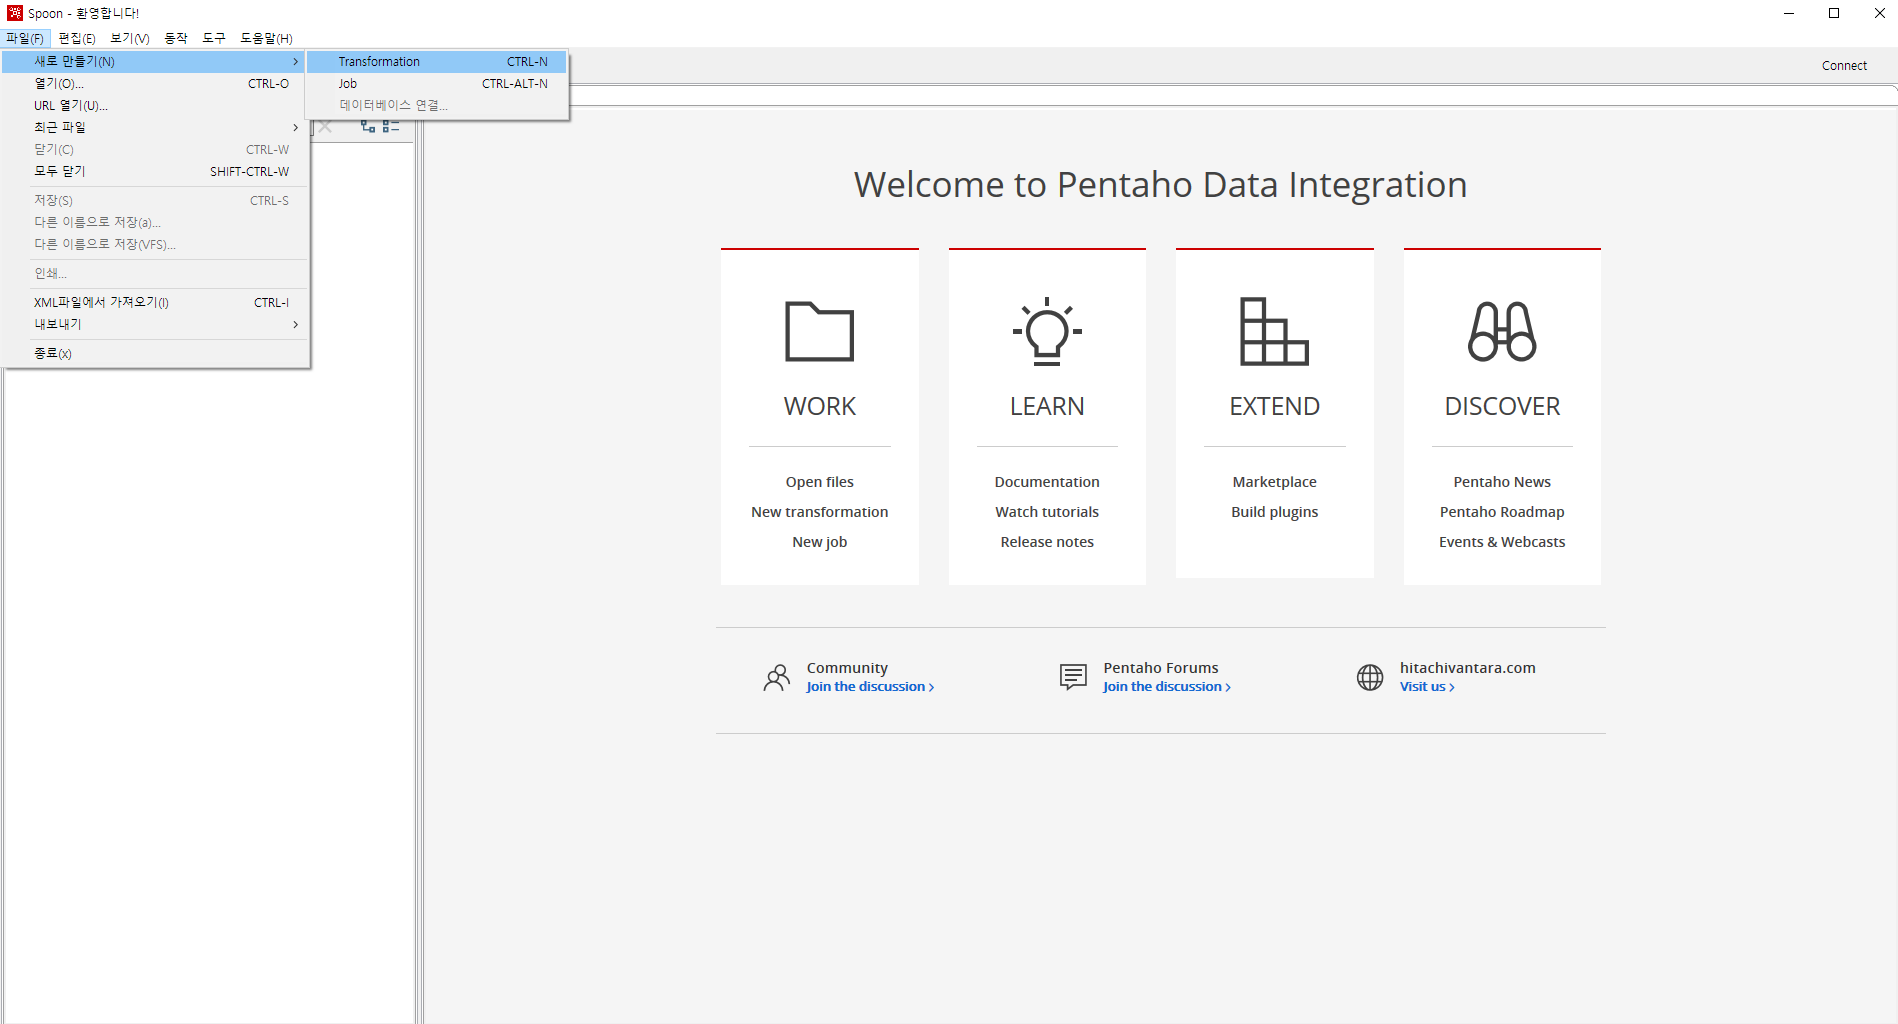 Spoon - 환영합니다!
파일(F) 편집(E) 보기(V) 동작 도구 도움말(H)
새로 만들기(N)
열기(O)... CTRL-O
URL 열기(U)...
최근 파일
닫기(C) CTRL-W
모두 닫기 SHIFT-CTRL-W
저장(S) CTRL-S
다른 이름으로 저장(a)...
다른 이름으로 저장(VFS)...
인쇄...
XML파일에서 가져오기(I) CTRL-I
내보내기
종료(x)
Transformation CTRL-N
Job CTRL-ALT-N
데이터베이스 연결...
Connect
Welcome to Pentaho Data Integration
WORK
Open files
New transformation
New job
LEARN
Documentation
Watch tutorials
Release notes
EXTEND
Marketplace
Build plugins
DISCOVER
Pentaho News
Pentaho Roadmap
Events & Webcasts
Community
Join the discussion ›
Pentaho Forums
Join the discussion ›
hitachivantara.com
Visit us ›